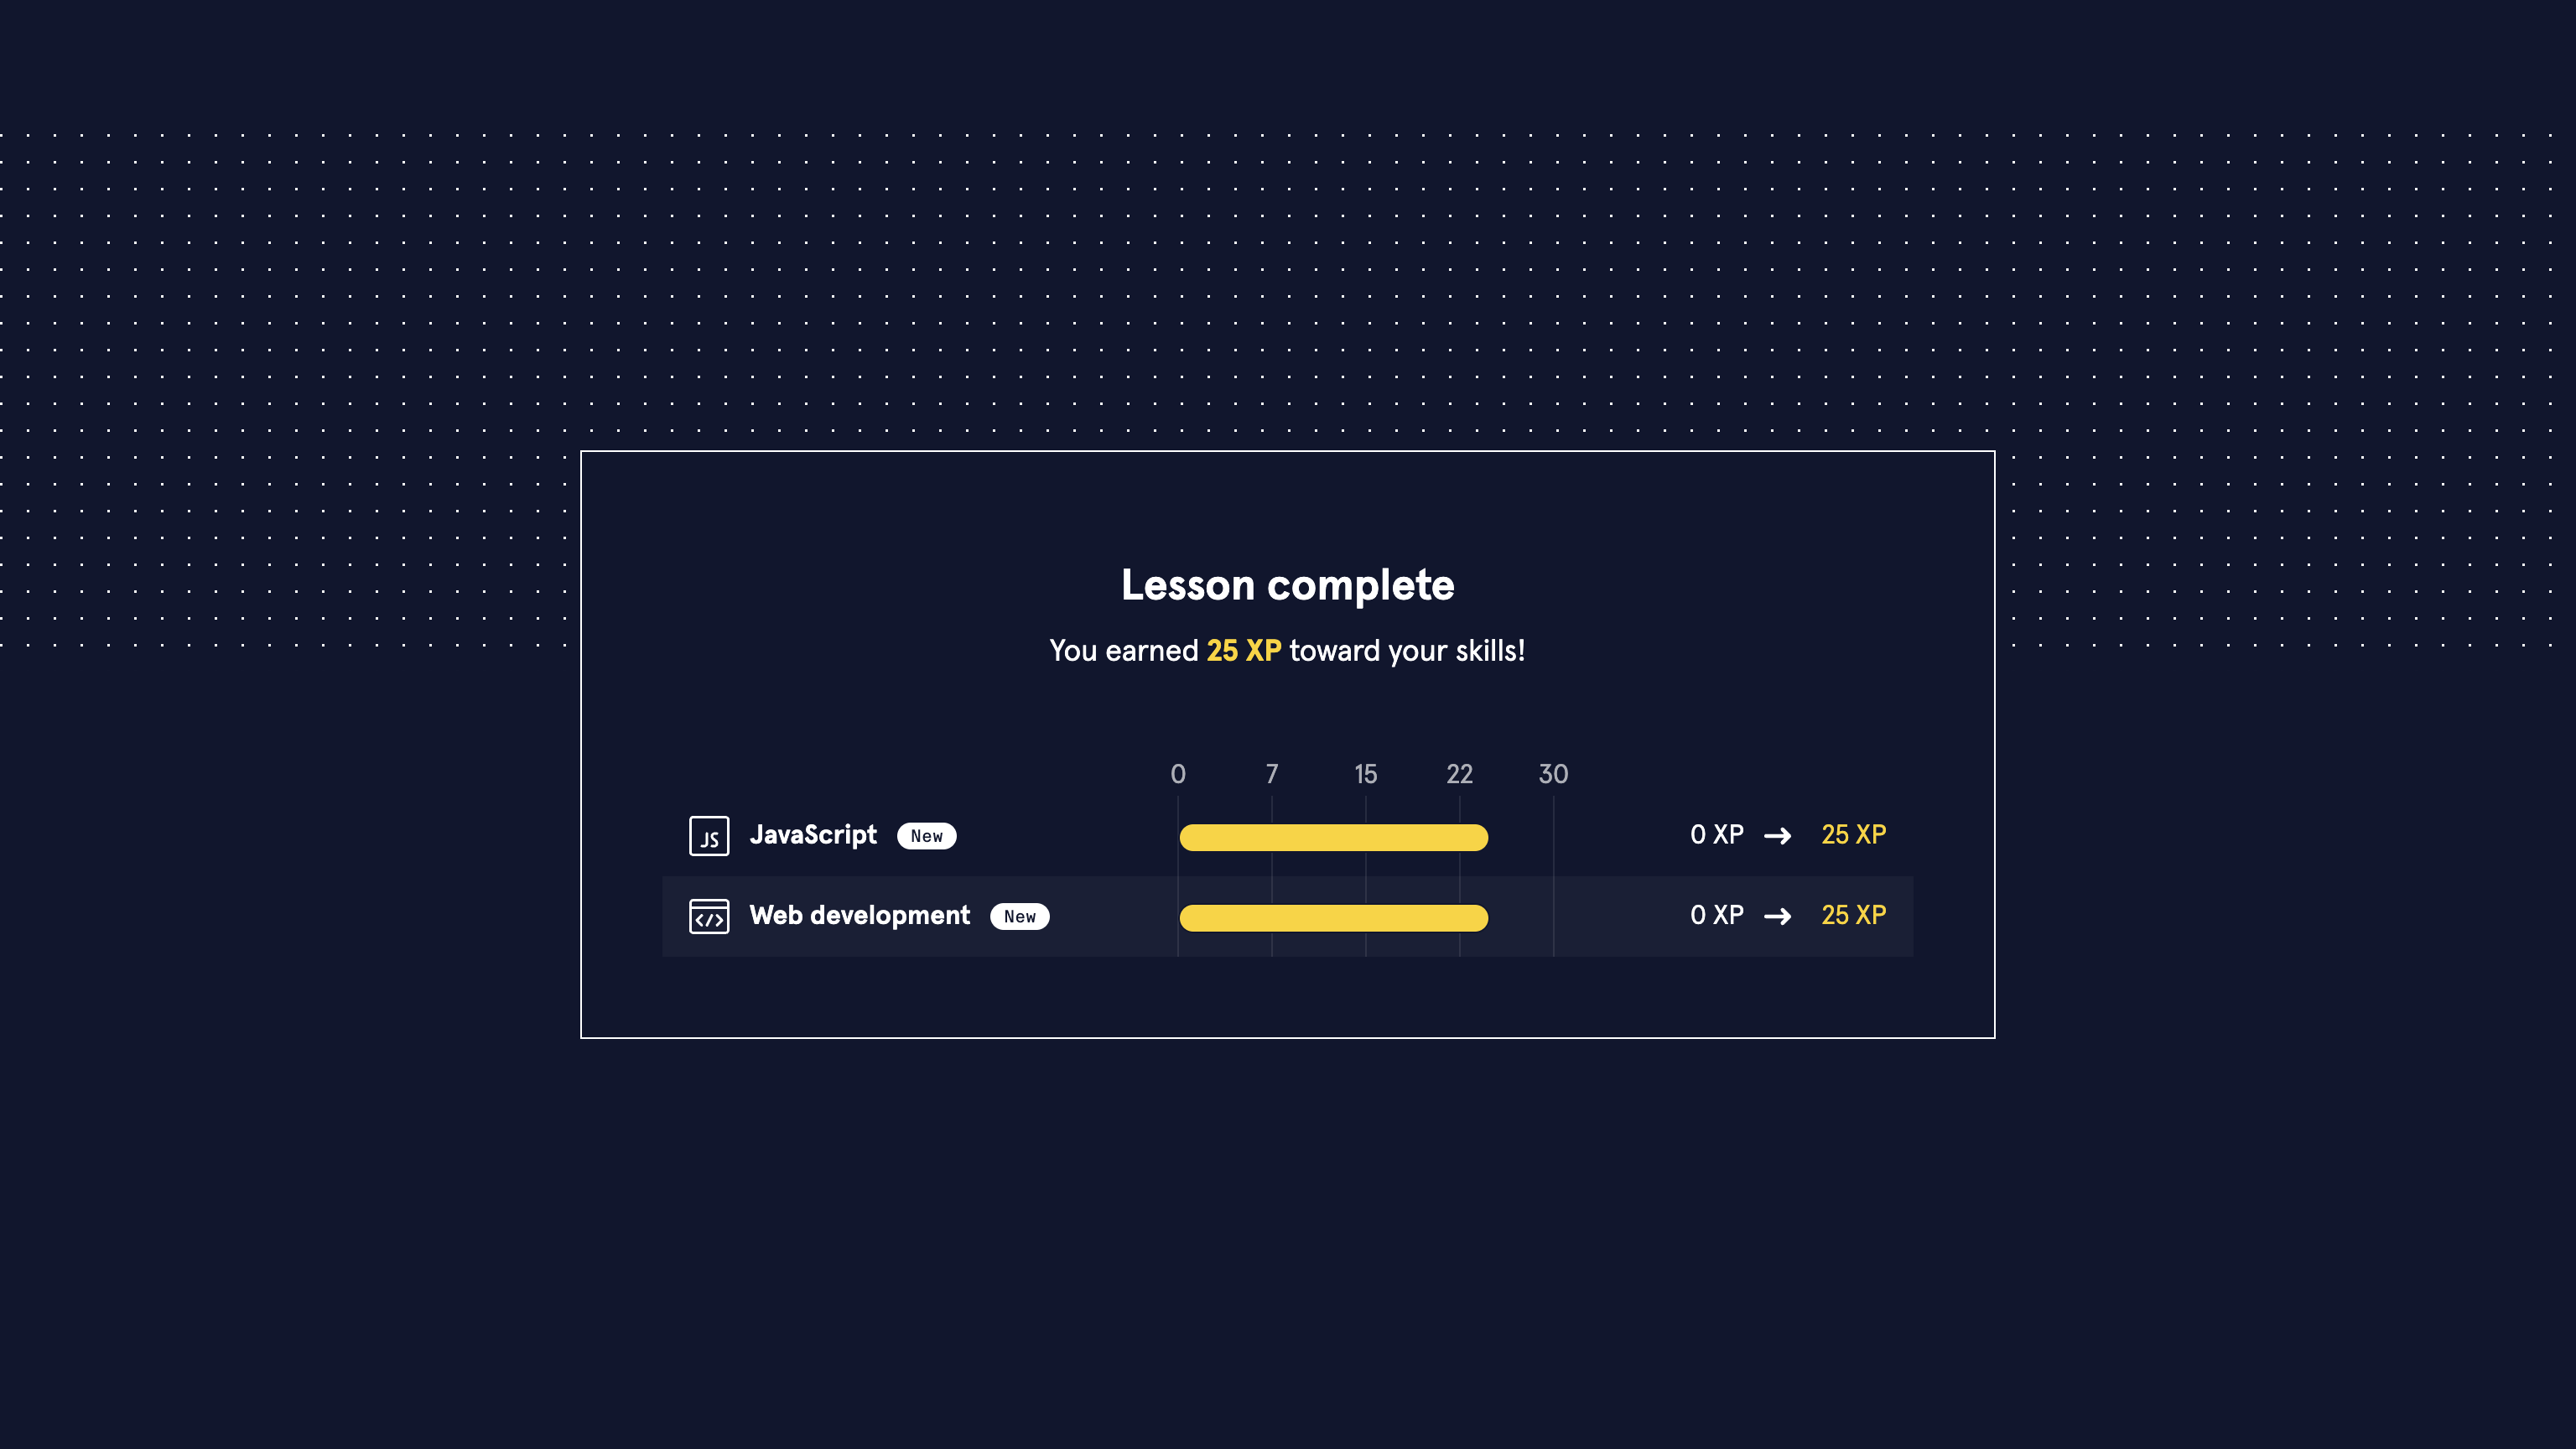 Lesson complete
You earned 25 XP toward your skills!
0 7 15 22 30
JS JavaScript New 0 XP → 25 XP
</> Web development New 0 XP → 25 XP